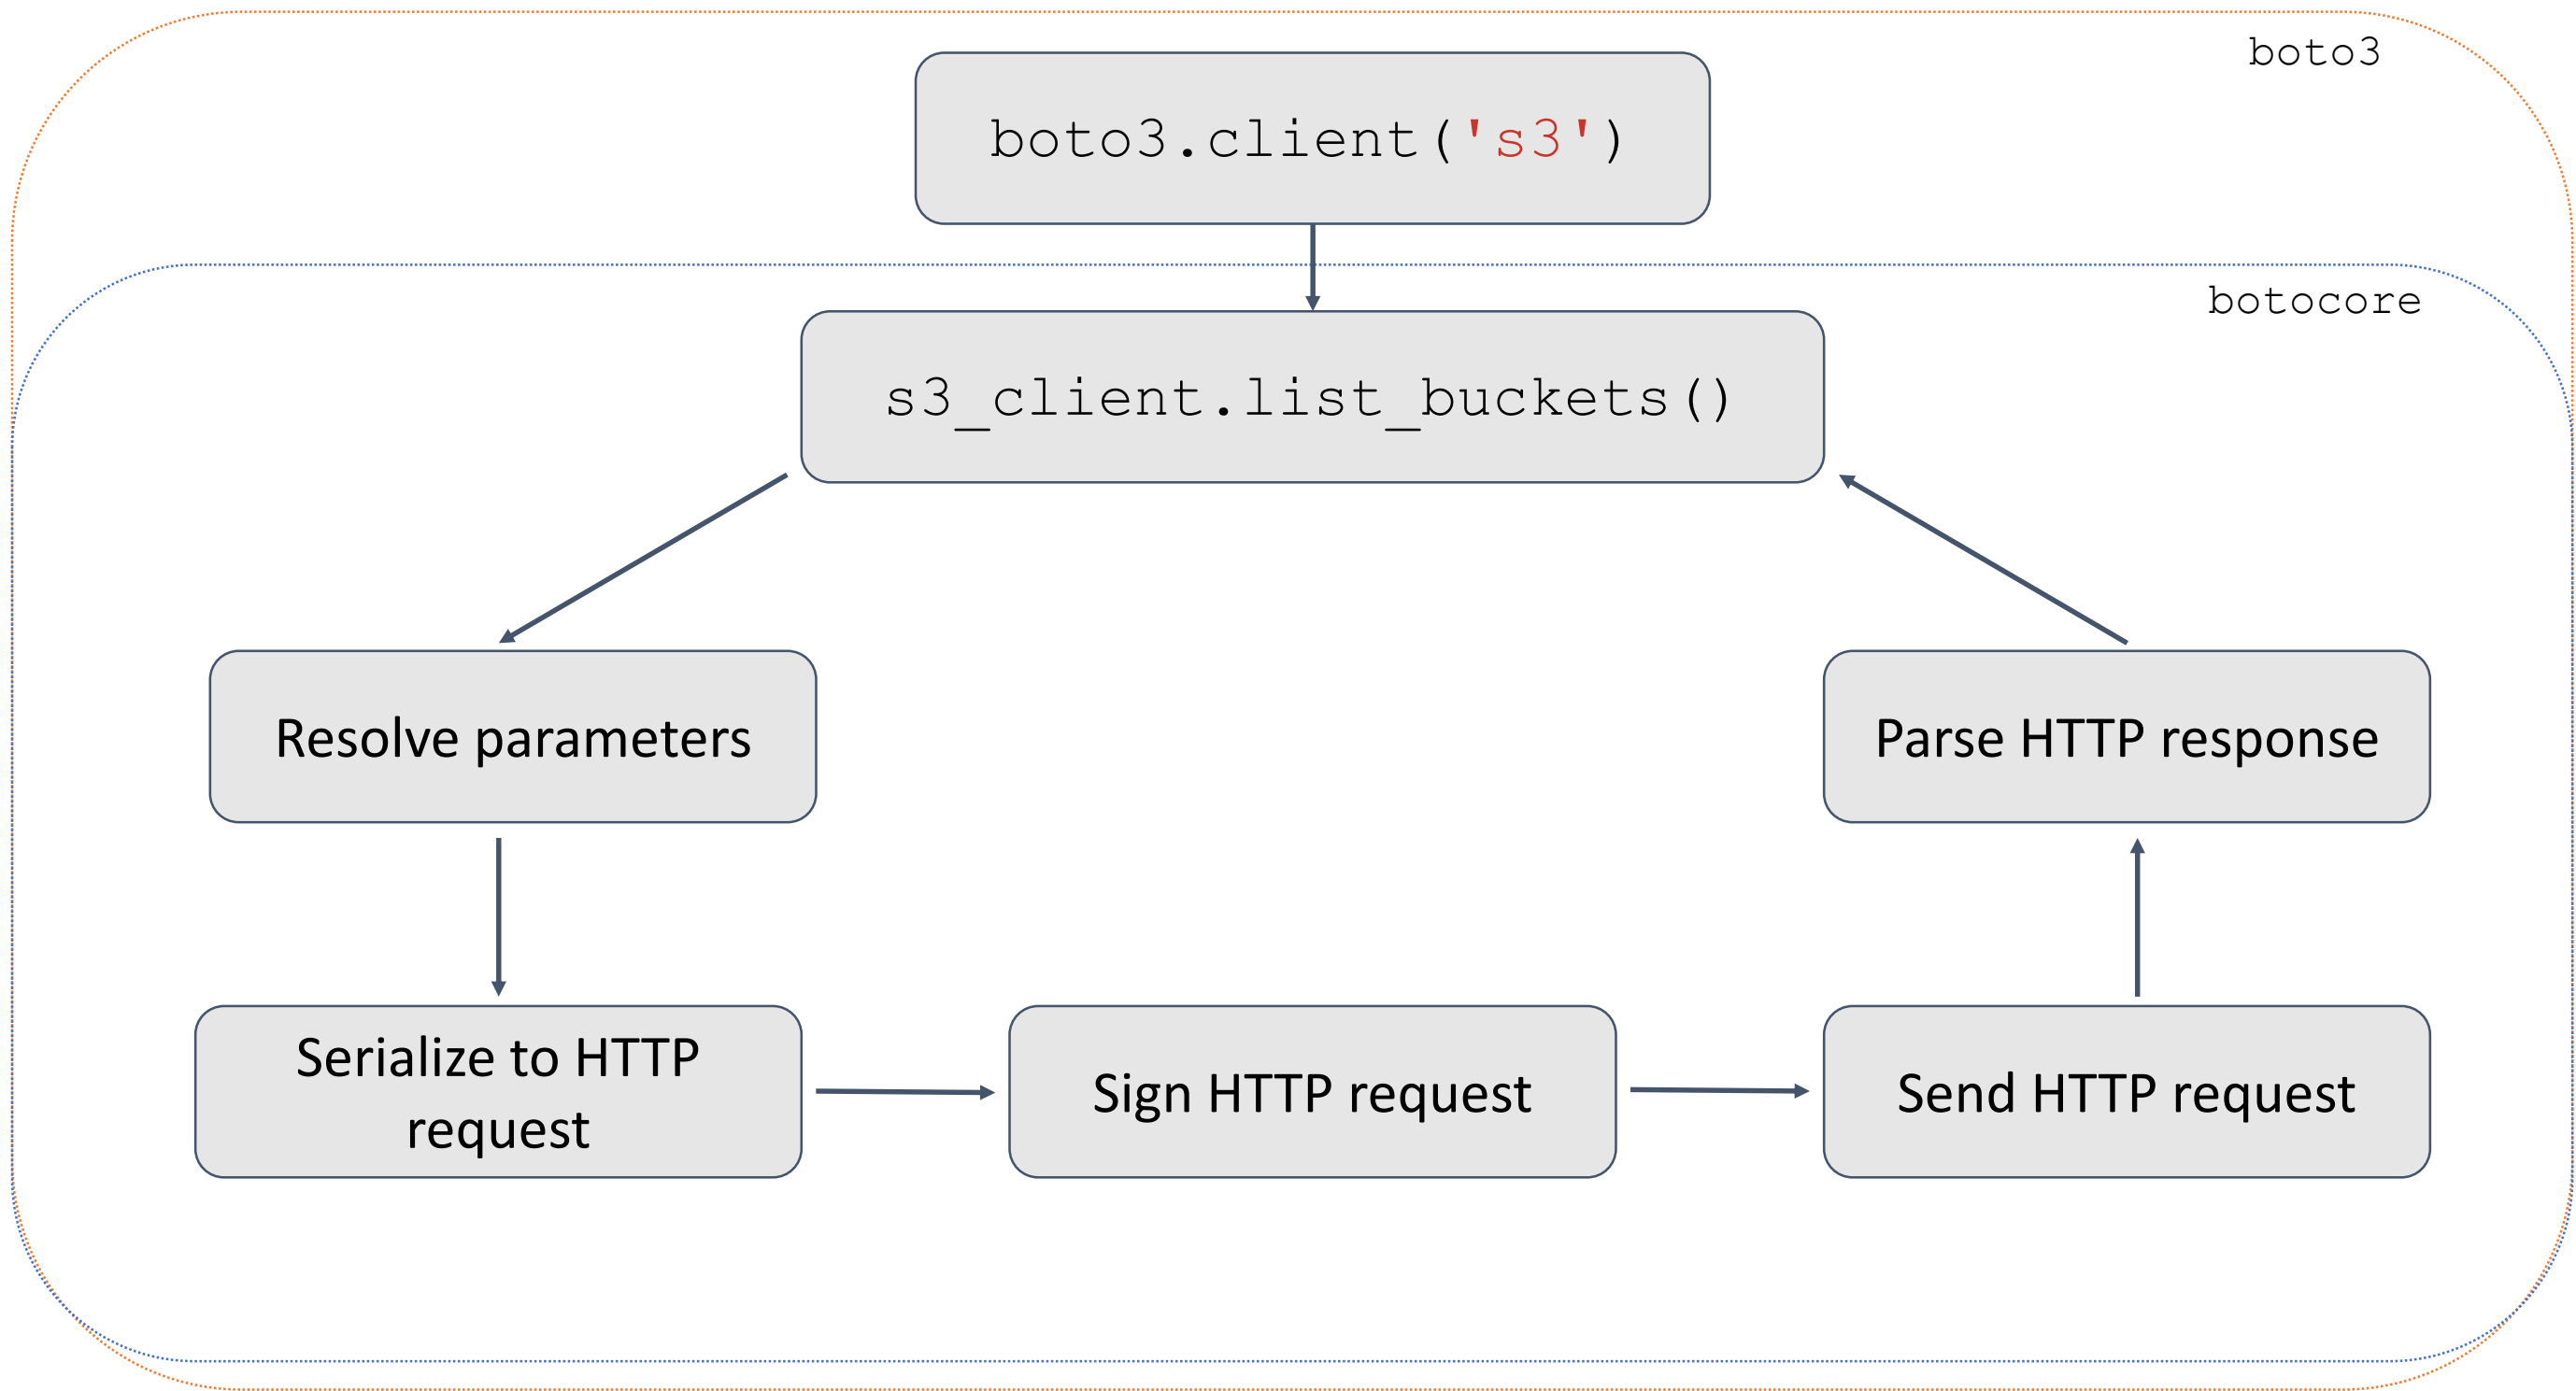 boto3
boto3.client('s3')
botocore
s3_client.list_buckets()
Resolve parameters
Parse HTTP response
Serialize to HTTP
request
Sign HTTP request
Send HTTP request